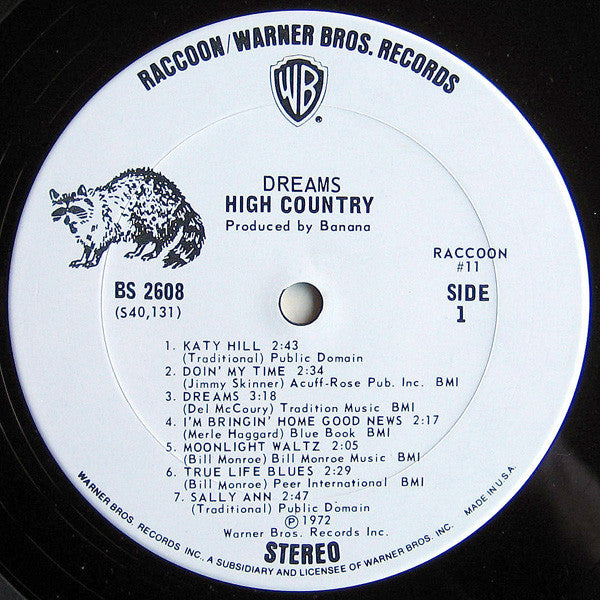 RACCOON/WARNER BROS. RECORDS
WB
®
DREAMS
HIGH COUNTRY
Produced by Banana
RACCOON
#11
BS 2608
(S40,131)
SIDE
1
1. KATY HILL 2:43
(Traditional) Public Domain
2. DOIN' MY TIME 2:34
(Jimmy Skinner) Acuff-Rose Pub. Inc. BMI
3. DREAMS 3:18
(Del McCoury) Tradition Music BMI
4. I'M BRINGIN' HOME GOOD NEWS 2:17
(Merle Haggard) Blue Book BMI
5. MOONLIGHT WALTZ 2:05
(Bill Monroe) Bill Monroe Music BMI
6. TRUE LIFE BLUES 2:29
(Bill Monroe) Peer International BMI
7. SALLY ANN 2:47
(Traditional) Public Domain
℗ 1972
Warner Bros. Records Inc.
STEREO
WARNER BROS. RECORDS INC., A SUBSIDIARY AND LICENSEE OF WARNER BROS. INC.
MADE IN U.S.A.